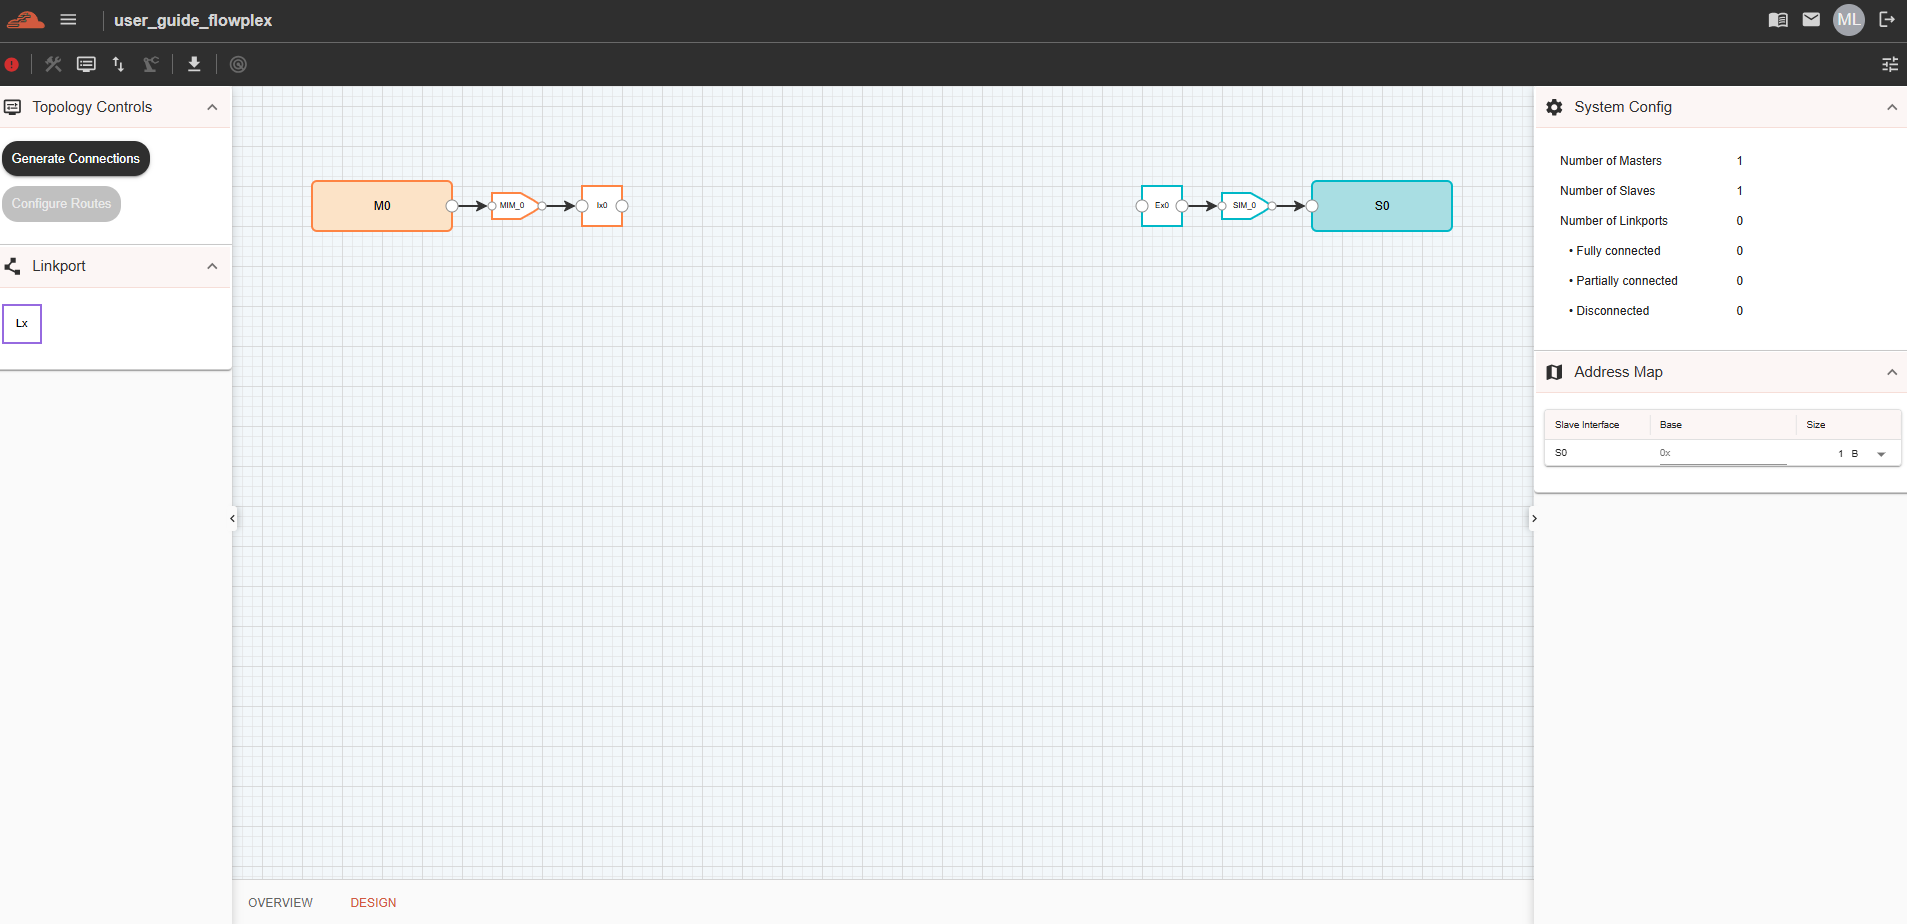 user_guide_flowplex
ML
Topology Controls
Generate Connections
Configure Routes
Linkport
Lx
M0
MIM_0
Ix0
Ex0
SIM_0
S0
System Config
Number of Masters 1
Number of Slaves 1
Number of Linkports 0
• Fully connected 0
• Partially connected 0
• Disconnected 0
Address Map
Slave Interface Base Size
S0 0x 1 B
OVERVIEW DESIGN